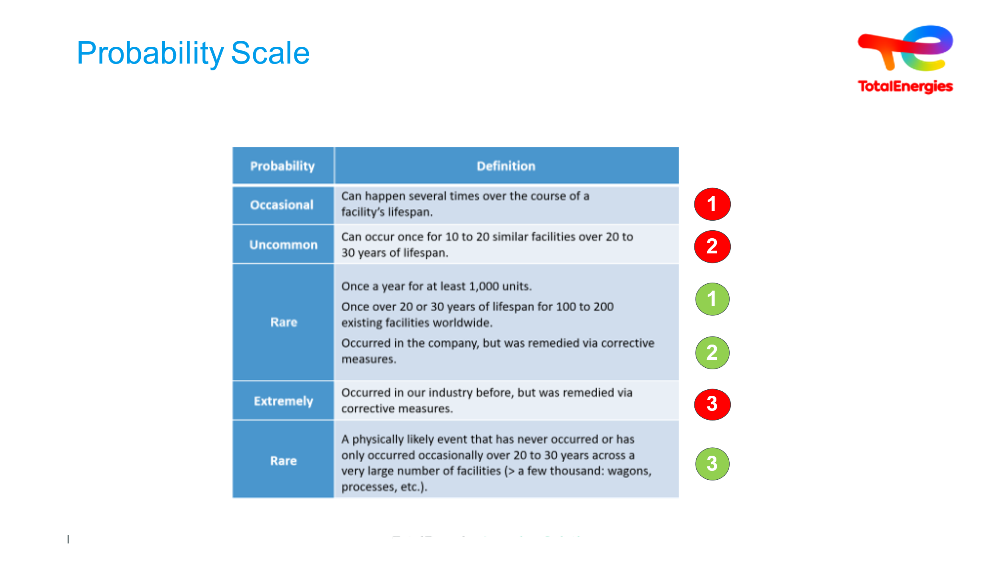 Probability Scale
TotalEnergies
Probability
Definition
Occasional
Can happen several times over the course of a
facility's lifespan.
1
Uncommon
Can occur once for 10 to 20 similar facilities over 20 to
30 years of lifespan.
2
Rare
Once a year for at least 1,000 units.
1
Once over 20 or 30 years of lifespan for 100 to 200
existing facilities worldwide.
Occurred in the company, but was remedied via corrective
measures.
2
Extremely
Occurred in our industry before, but was remedied via
corrective measures.
3
Rare
A physically likely event that has never occurred or has
only occurred occasionally over 20 to 30 years across a
very large number of facilities (> a few thousand: wagons,
processes, etc.).
3
|